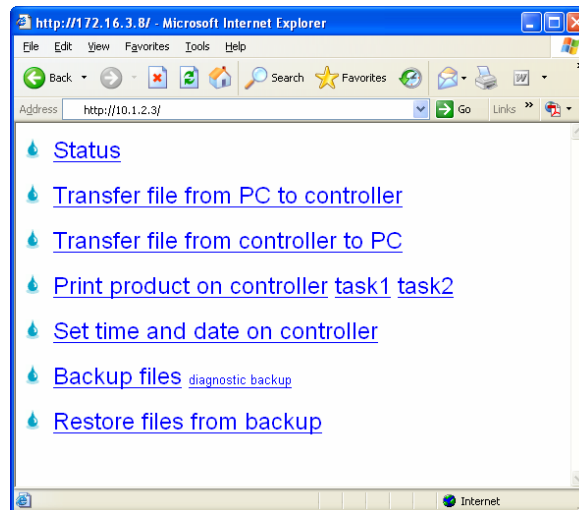 http://172.16.3.8/ - Microsoft Internet Explorer
File Edit View Favorites Tools Help
Back Search Favorites W
Address http://10.1.2.3/ Go Links »
Status
Transfer file from PC to controller
Transfer file from controller to PC
Print product on controller task1 task2
Set time and date on controller
Backup files diagnostic backup
Restore files from backup
Internet